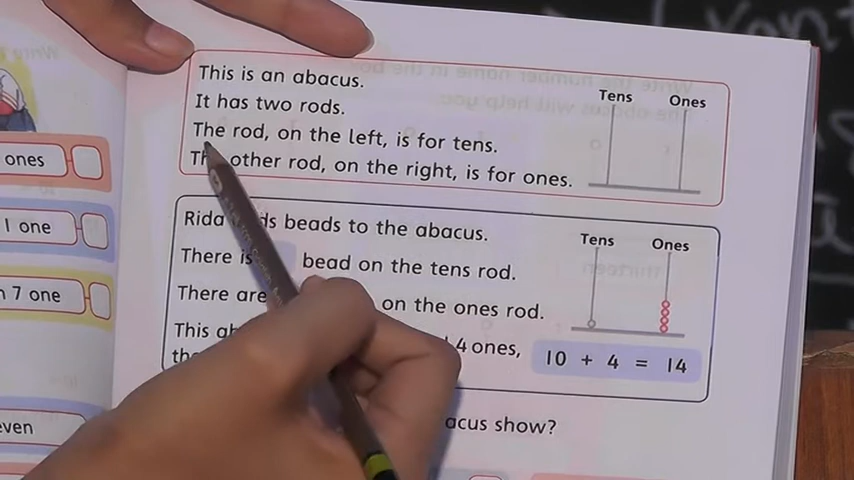 This is an abacus.
It has two rods.
The rod, on the left, is for tens.
The other rod, on the right, is for ones.
Tens Ones
Rida beads to the abacus.
There is bead on the tens rod.
There are on the ones rod.
This 4 ones,
Tens Ones
10 + 4 = 14
show?
ones
1 one
7 one